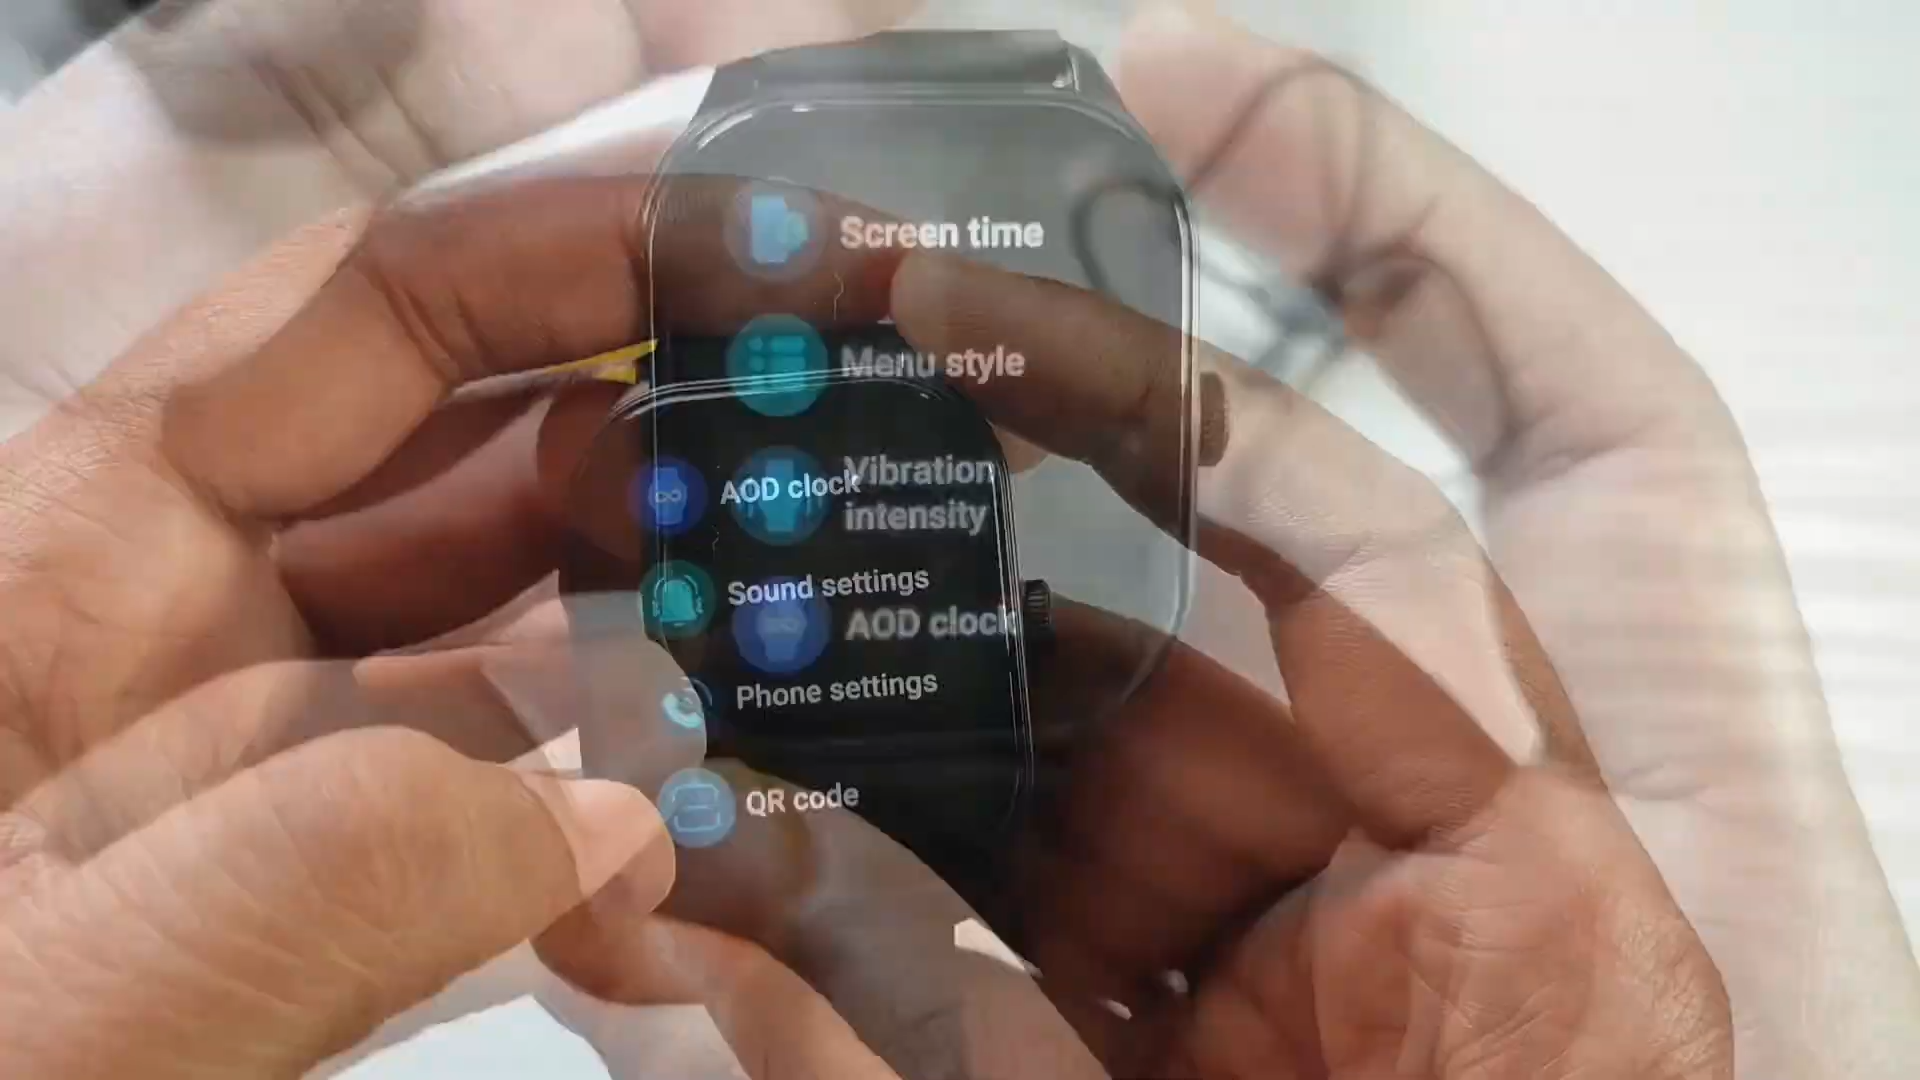 Screen time
Menu style
Vibration
intensity
AOD clock
AOD clock
Sound settings
Phone settings
QR code